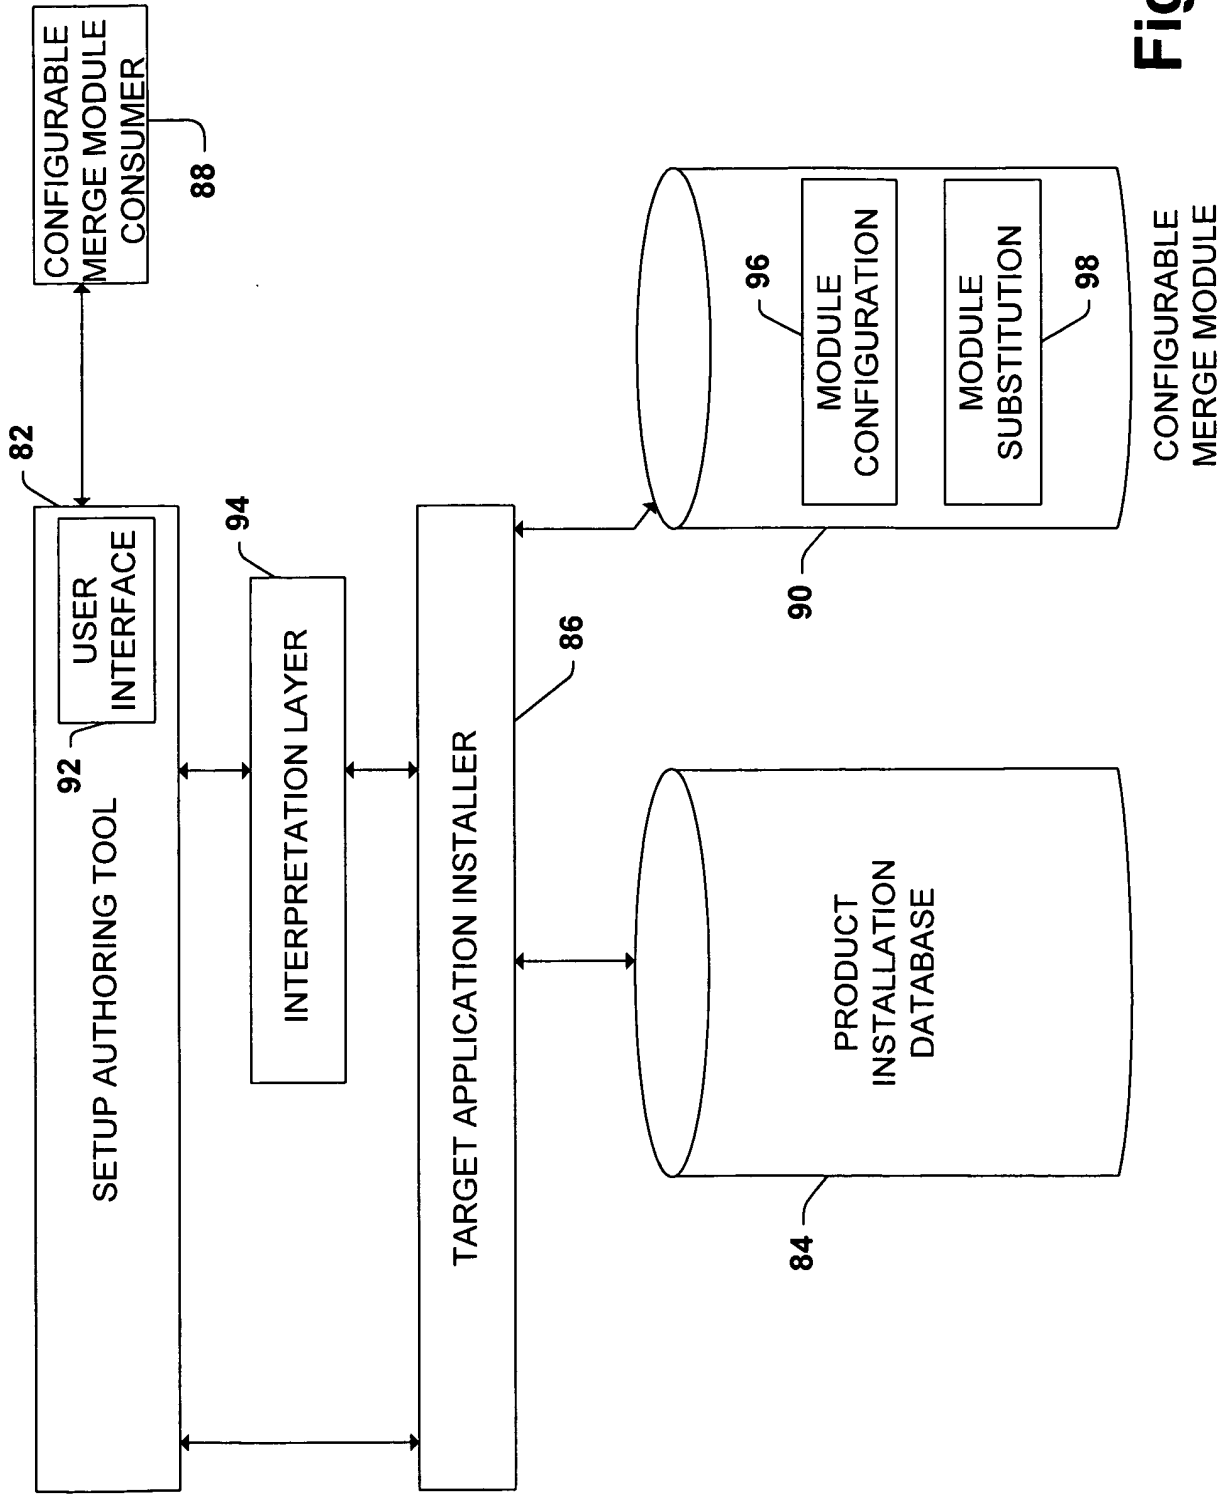 CONFIGURABLE
MERGE MODULE
CONSUMER
88
82
USER
INTERFACE
92
SETUP AUTHORING TOOL
94
INTERPRETATION LAYER
TARGET APPLICATION INSTALLER
86
96
MODULE
CONFIGURATION
MODULE
SUBSTITUTION
98
90
CONFIGURABLE
MERGE MODULE
PRODUCT
INSTALLATION
DATABASE
84
Fig